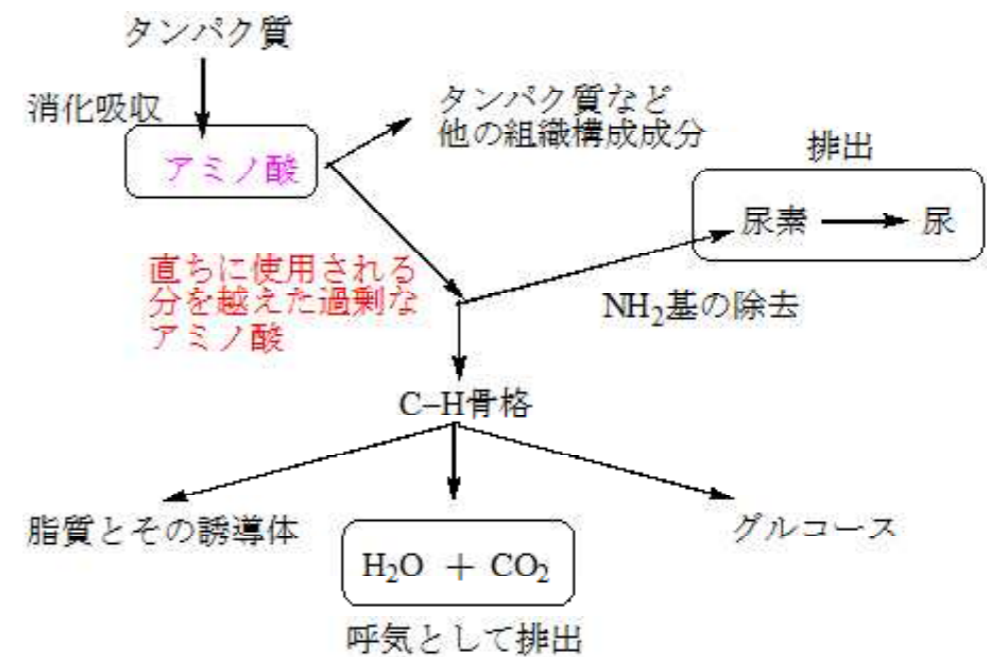 タンパク質
消化吸収
アミノ酸
タンパク質など
他の組織構成成分
排出
尿素
尿
直ちに使用される
分を越えた過剰な
アミノ酸
NH₂基の除去
C–H骨格
脂質とその誘導体
H₂O + CO₂
グルコース
呼気として排出